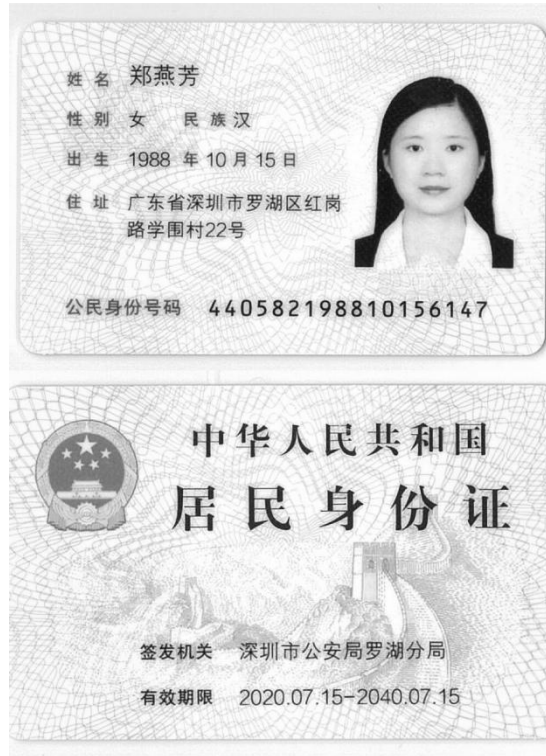 姓名 郑燕芳
性别 女 民族 汉
出生 1988 年 10 月 15 日
住址 广东省深圳市罗湖区红岗
路学围村22号
公民身份号码 440582198810156147
中华人民共和国
居民身份证
签发机关 深圳市公安局罗湖分局
有效期限 2020.07.15-2040.07.15